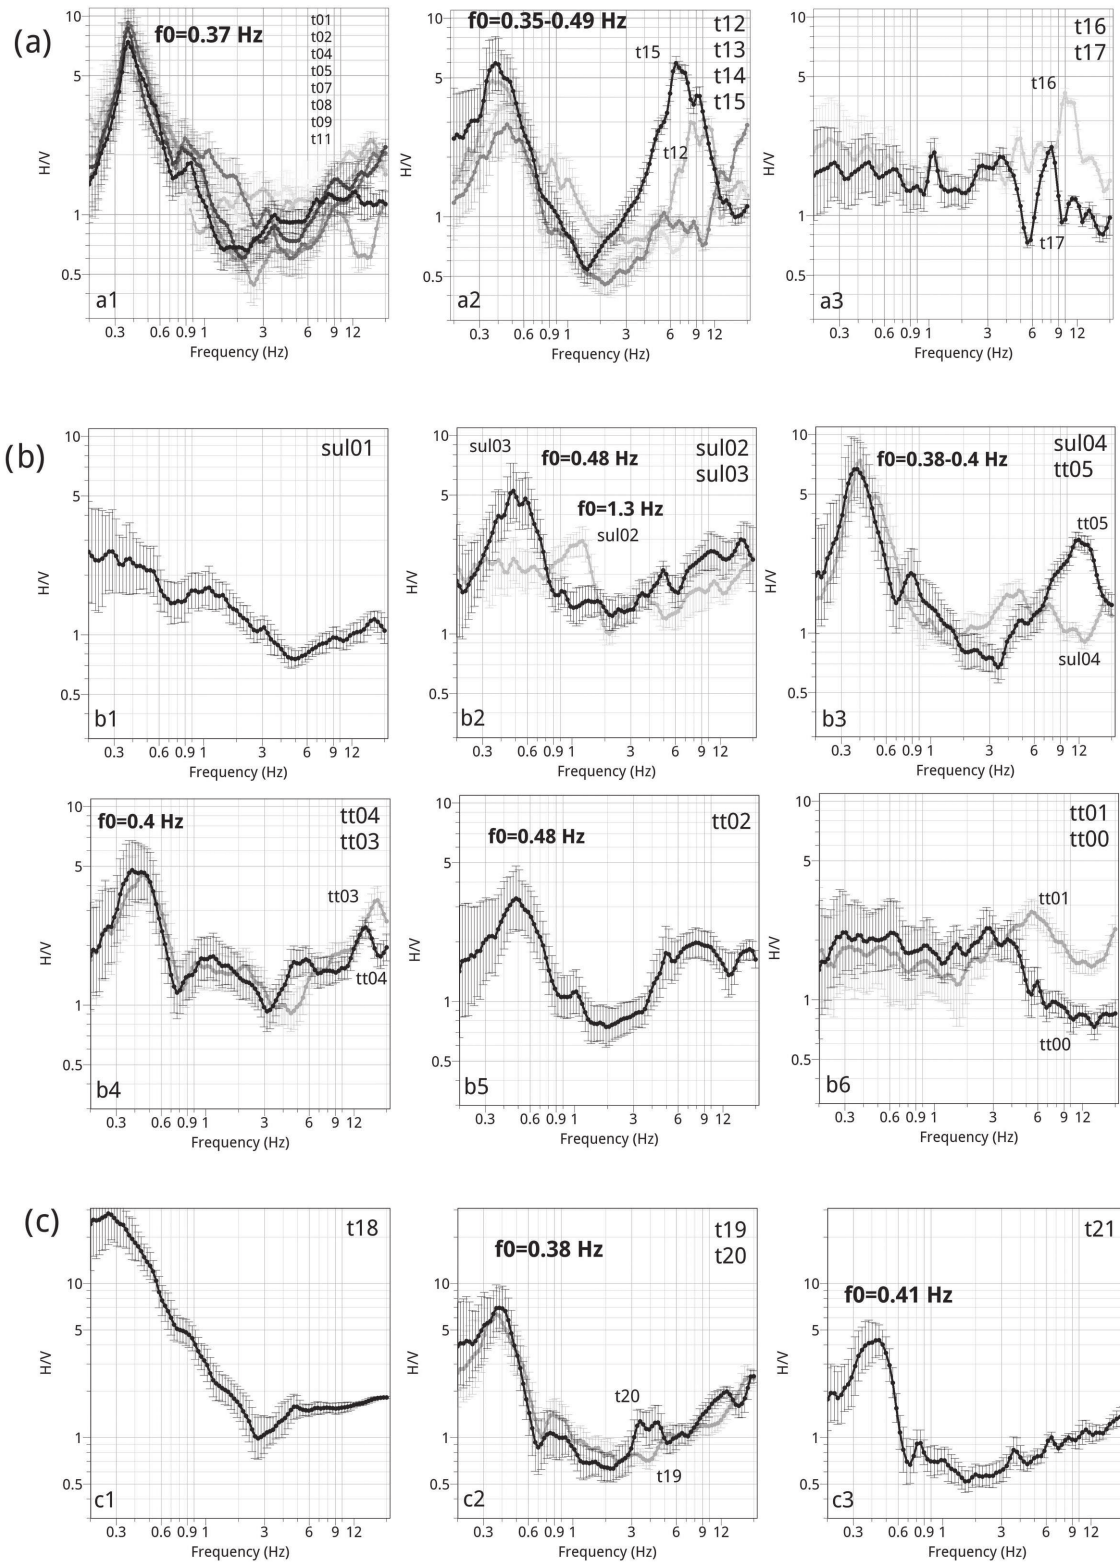 (a)
f0=0.37 Hz
t01
t02
t04
t05
t07
t08
t09
t11
10
5
1
0.5
H/V
a1
0.3 0.6 0.9 1 3 6 9 12
Frequency (Hz)
f0=0.35-0.49 Hz
t12
t13
t14
t15
t15
t12
10
5
1
0.5
H/V
a2
0.3 0.6 0.9 1 3 6 9 12
Frequency (Hz)
t16
t17
t16
t17
10
5
1
0.5
H/V
a3
0.3 0.6 0.9 1 3 6 9 12
Frequency (Hz)
(b)
sul01
10
5
1
0.5
H/V
b1
0.3 0.6 0.9 1 3 6 9 12
Frequency (Hz)
sul03
f0=0.48 Hz
sul02
sul03
f0=1.3 Hz
sul02
10
5
1
0.5
H/V
b2
0.3 0.6 0.9 1 3 6 9 12
Frequency (Hz)
sul04
tt05
f0=0.38-0.4 Hz
tt05
sul04
10
5
1
0.5
H/V
b3
0.3 0.6 0.9 1 3 6 9 12
Frequency (Hz)
f0=0.4 Hz
tt04
tt03
tt03
tt04
10
5
1
0.5
H/V
b4
0.3 0.6 0.9 1 3 6 9 12
Frequency (Hz)
tt02
f0=0.48 Hz
10
5
1
0.5
H/V
b5
0.3 0.6 0.9 1 3 6 9 12
Frequency (Hz)
tt01
tt00
tt01
tt00
10
5
1
0.5
H/V
b6
0.3 0.6 0.9 1 3 6 9 12
Frequency (Hz)
(c)
t18
10
5
1
0.5
H/V
c1
0.3 0.6 0.9 1 3 6 9 12
Frequency (Hz)
t19
t20
f0=0.38 Hz
t20
t19
10
5
1
0.5
H/V
c2
0.3 0.6 0.9 1 3 6 9 12
Frequency (Hz)
t21
f0=0.41 Hz
10
5
1
0.5
H/V
c3
0.3 0.6 0.9 1 3 6 9 12
Frequency (Hz)